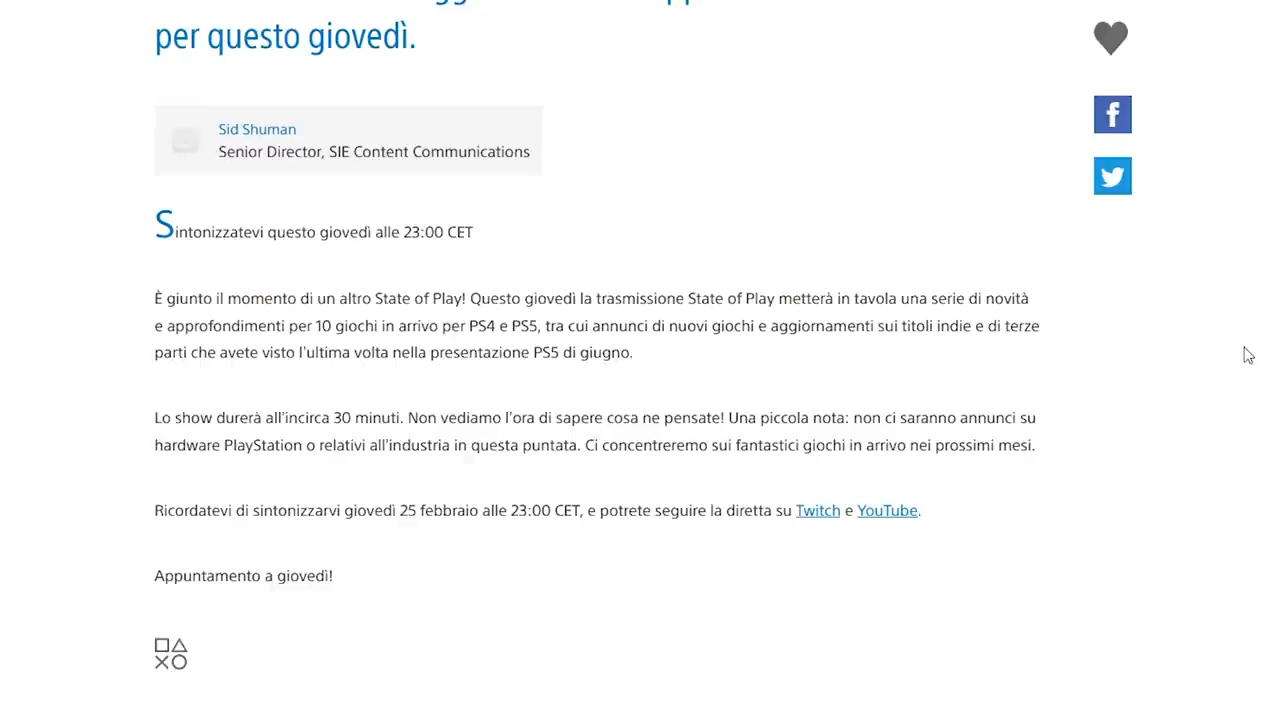 per questo giovedì.
Sid Shuman
Senior Director, SIE Content Communications
Sintonizzatevi questo giovedì alle 23:00 CET
È giunto il momento di un altro State of Play! Questo giovedì la trasmissione State of Play metterà in tavola una serie di novità
e approfondimenti per 10 giochi in arrivo per PS4 e PS5, tra cui annunci di nuovi giochi e aggiornamenti sui titoli indie e di terze
parti che avete visto l'ultima volta nella presentazione PS5 di giugno.
Lo show durerà all'incirca 30 minuti. Non vediamo l'ora di sapere cosa ne pensate! Una piccola nota: non ci saranno annunci su
hardware PlayStation o relativi all'industria in questa puntata. Ci concentreremo sui fantastici giochi in arrivo nei prossimi mesi.
Ricordatevi di sintonizzarvi giovedì 25 febbraio alle 23:00 CET, e potrete seguire la diretta su Twitch e YouTube.
Appuntamento a giovedì!